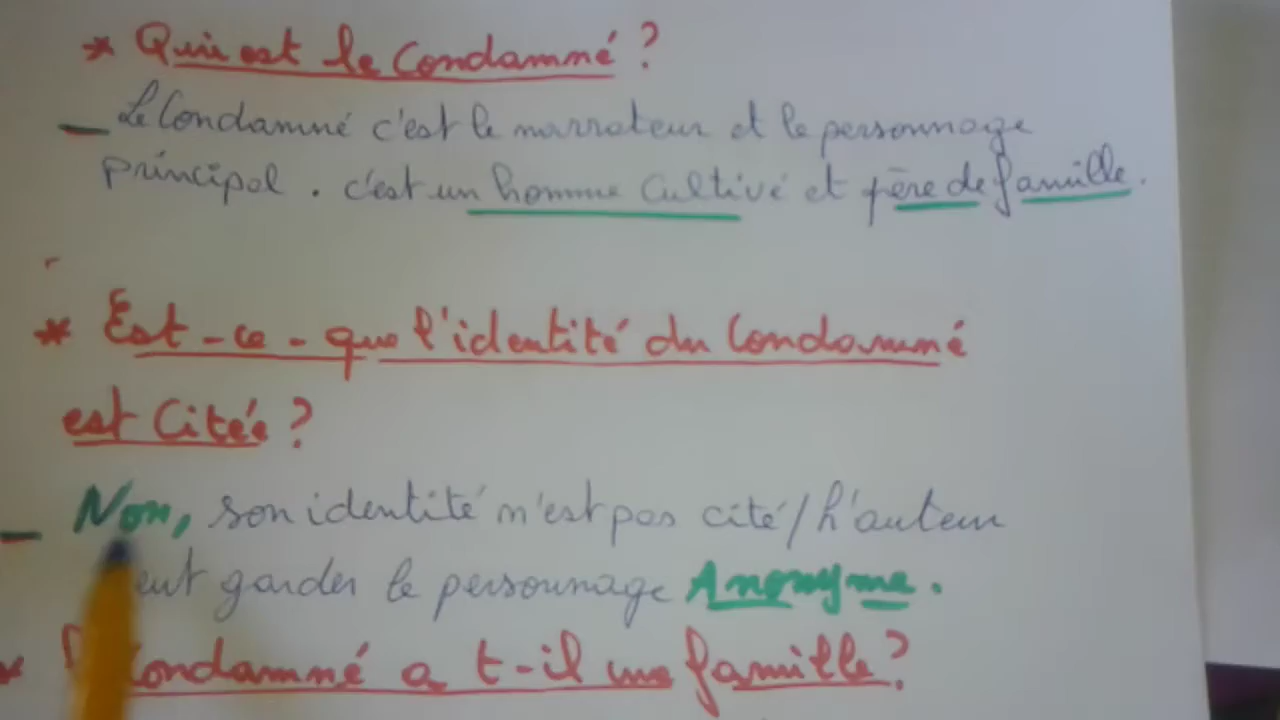 * Qui est le Condamné ?
— Le Condamné c'est le narrateur et le personnage
principal . c'est un homme Cultivé et père de famille.
* Est-ce-que l'identité du Condamné
est Citée ?
— Non, son identité n'est pas cité/L'auteur
garder le personnage Anonyme.
* Condamné a t-il une famille ?